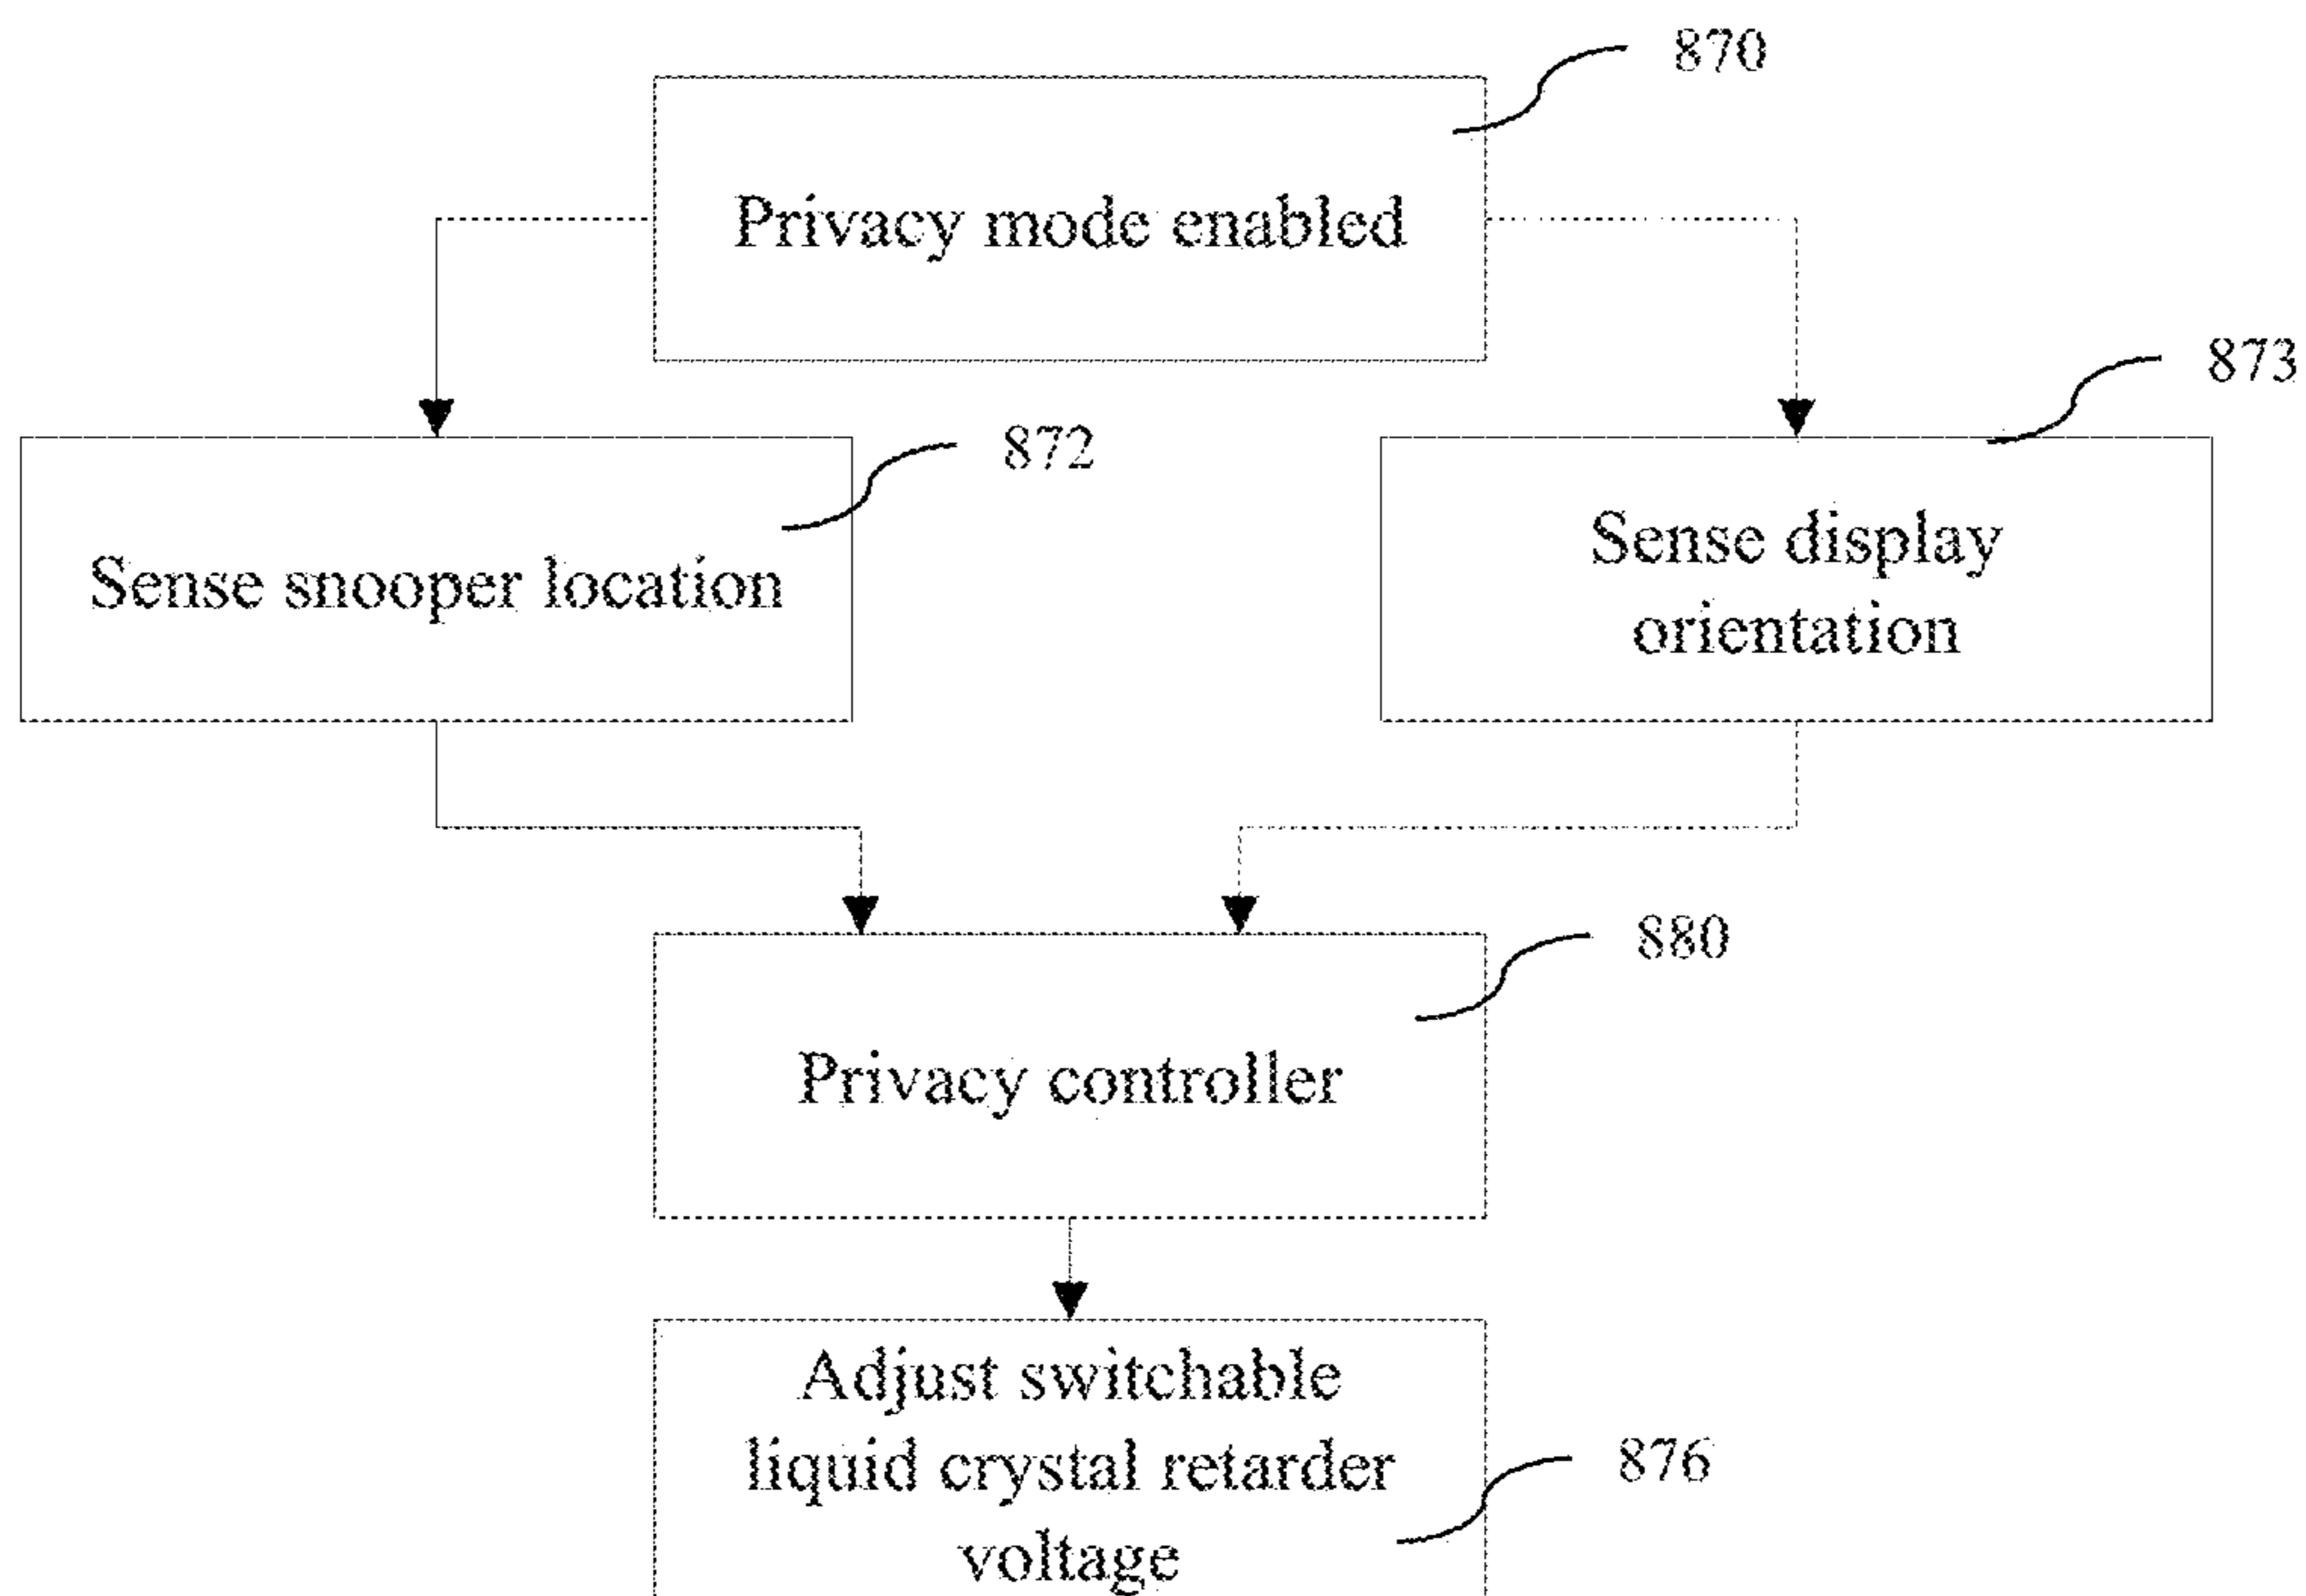 870
Privacy mode enabled
873
872
Sense snooper location
Sense display
orientation
880
Privacy controller
Adjust switchable
liquid crystal retarder
voltage
876